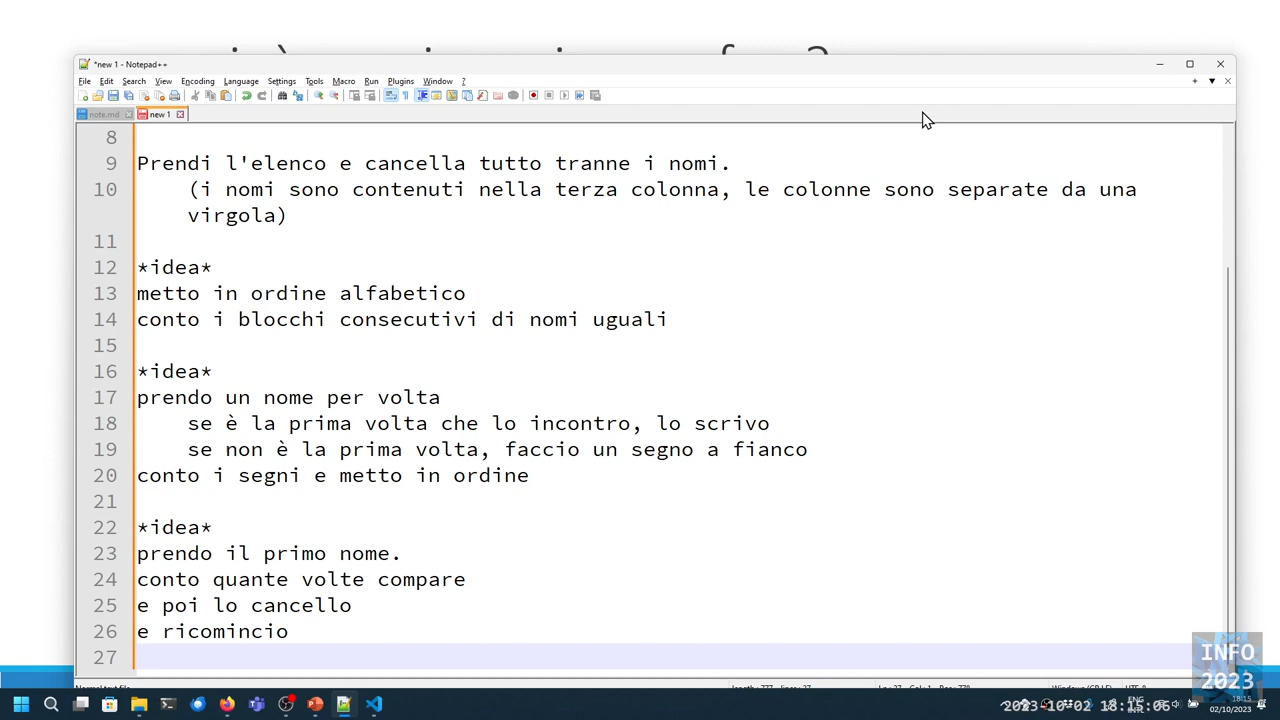 *new 1 - Notepad++
File Edit Search View Encoding Language Settings Tools Macro Run Plugins Window ?
note.md new 1
8
9 Prendi l'elenco e cancella tutto tranne i nomi.
10 (i nomi sono contenuti nella terza colonna, le colonne sono separate da una
virgola)
11
12 *idea*
13 metto in ordine alfabetico
14 conto i blocchi consecutivi di nomi uguali
15
16 *idea*
17 prendo un nome per volta
18 se è la prima volta che lo incontro, lo scrivo
19 se non è la prima volta, faccio un segno a fianco
20 conto i segni e metto in ordine
21
22 *idea*
23 prendo il primo nome.
24 conto quante volte compare
25 e poi lo cancello
26 e ricomincio
27
INFO
2023
ENG
18:15
2023-10-02 18:15:06
02/10/2023